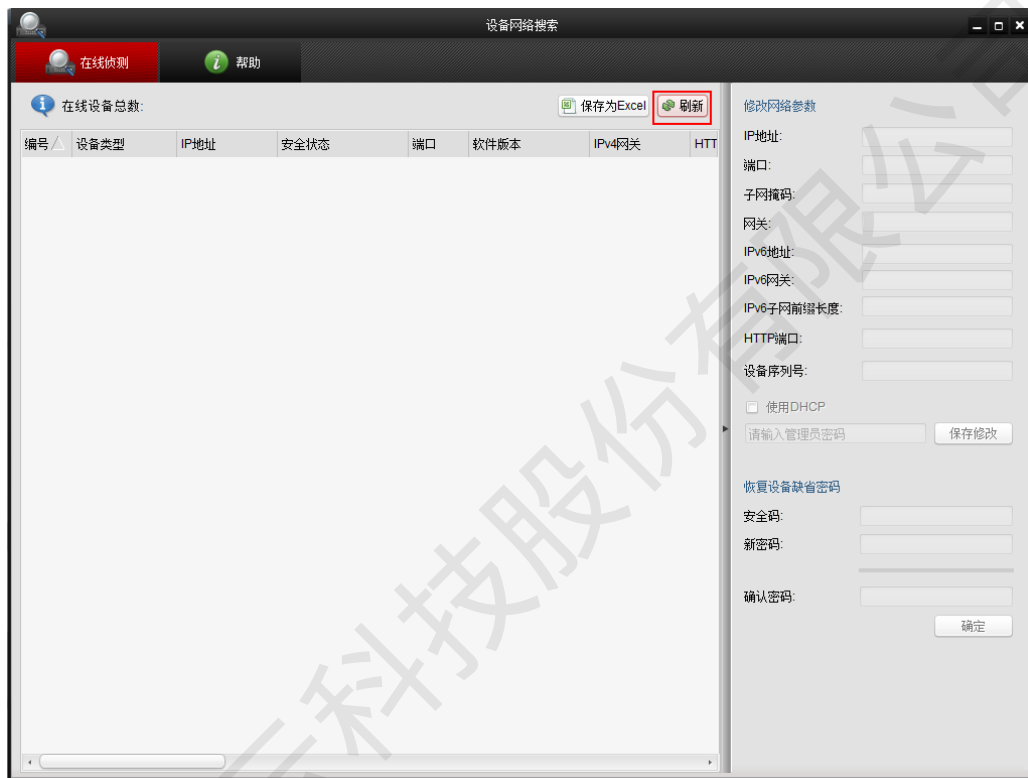 设备网络搜索
在线侦测
帮助
在线设备总数:
保存为Excel
刷新
编号 设备类型 IP地址 安全状态 端口 软件版本 IPv4网关 HTT
修改网络参数
IP地址:
端口:
子网掩码:
网关:
IPv6地址:
IPv6网关:
IPv6子网前缀长度:
HTTP端口:
设备序列号:
使用DHCP
请输入管理员密码
保存修改
恢复设备缺省密码
安全码:
新密码:
确认密码:
确定
云科技股份有限公司